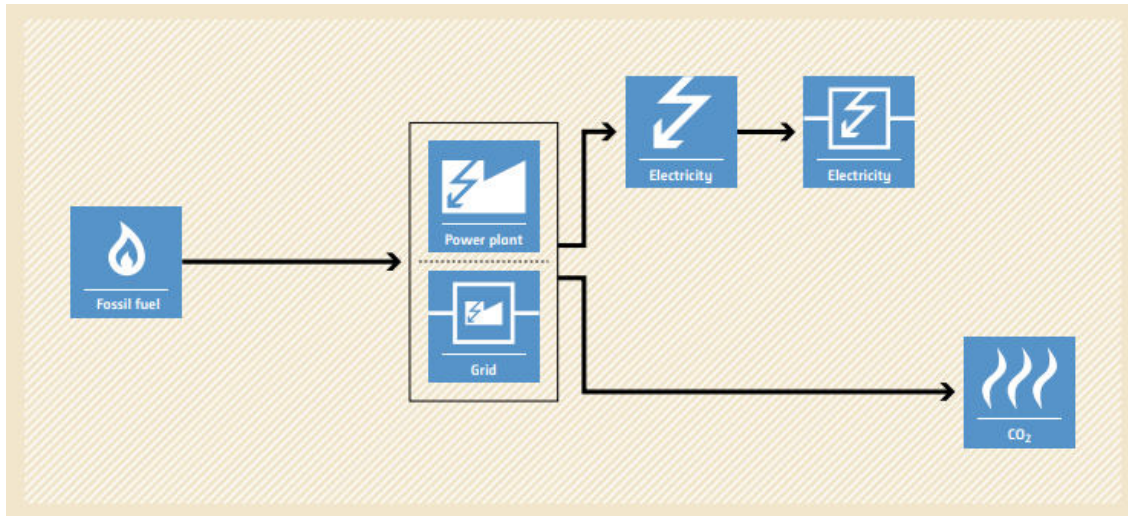 Electricity
Electricity
Power plant
Fossil fuel
Grid
CO₂